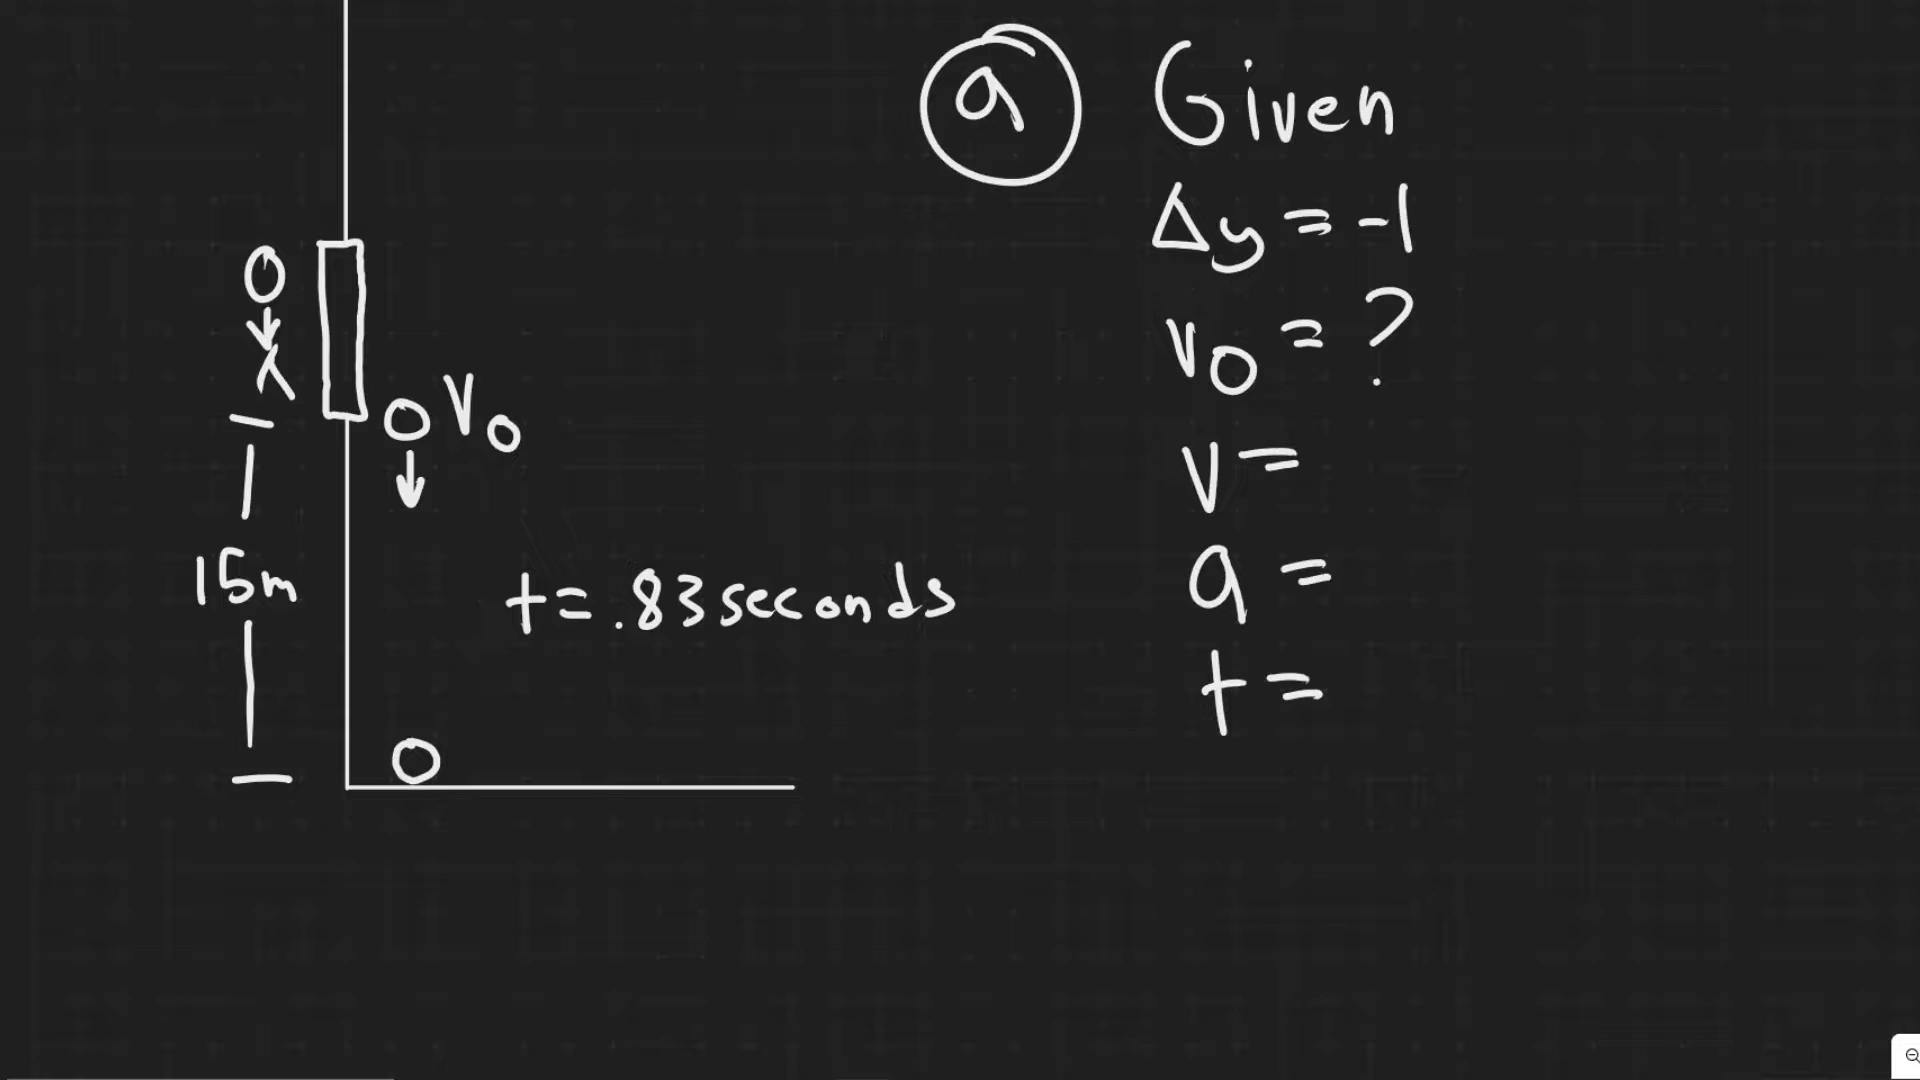 a Given
Δy = -1
v0 = ?
v =
a =
t =
V0
15m
t = .83 seconds